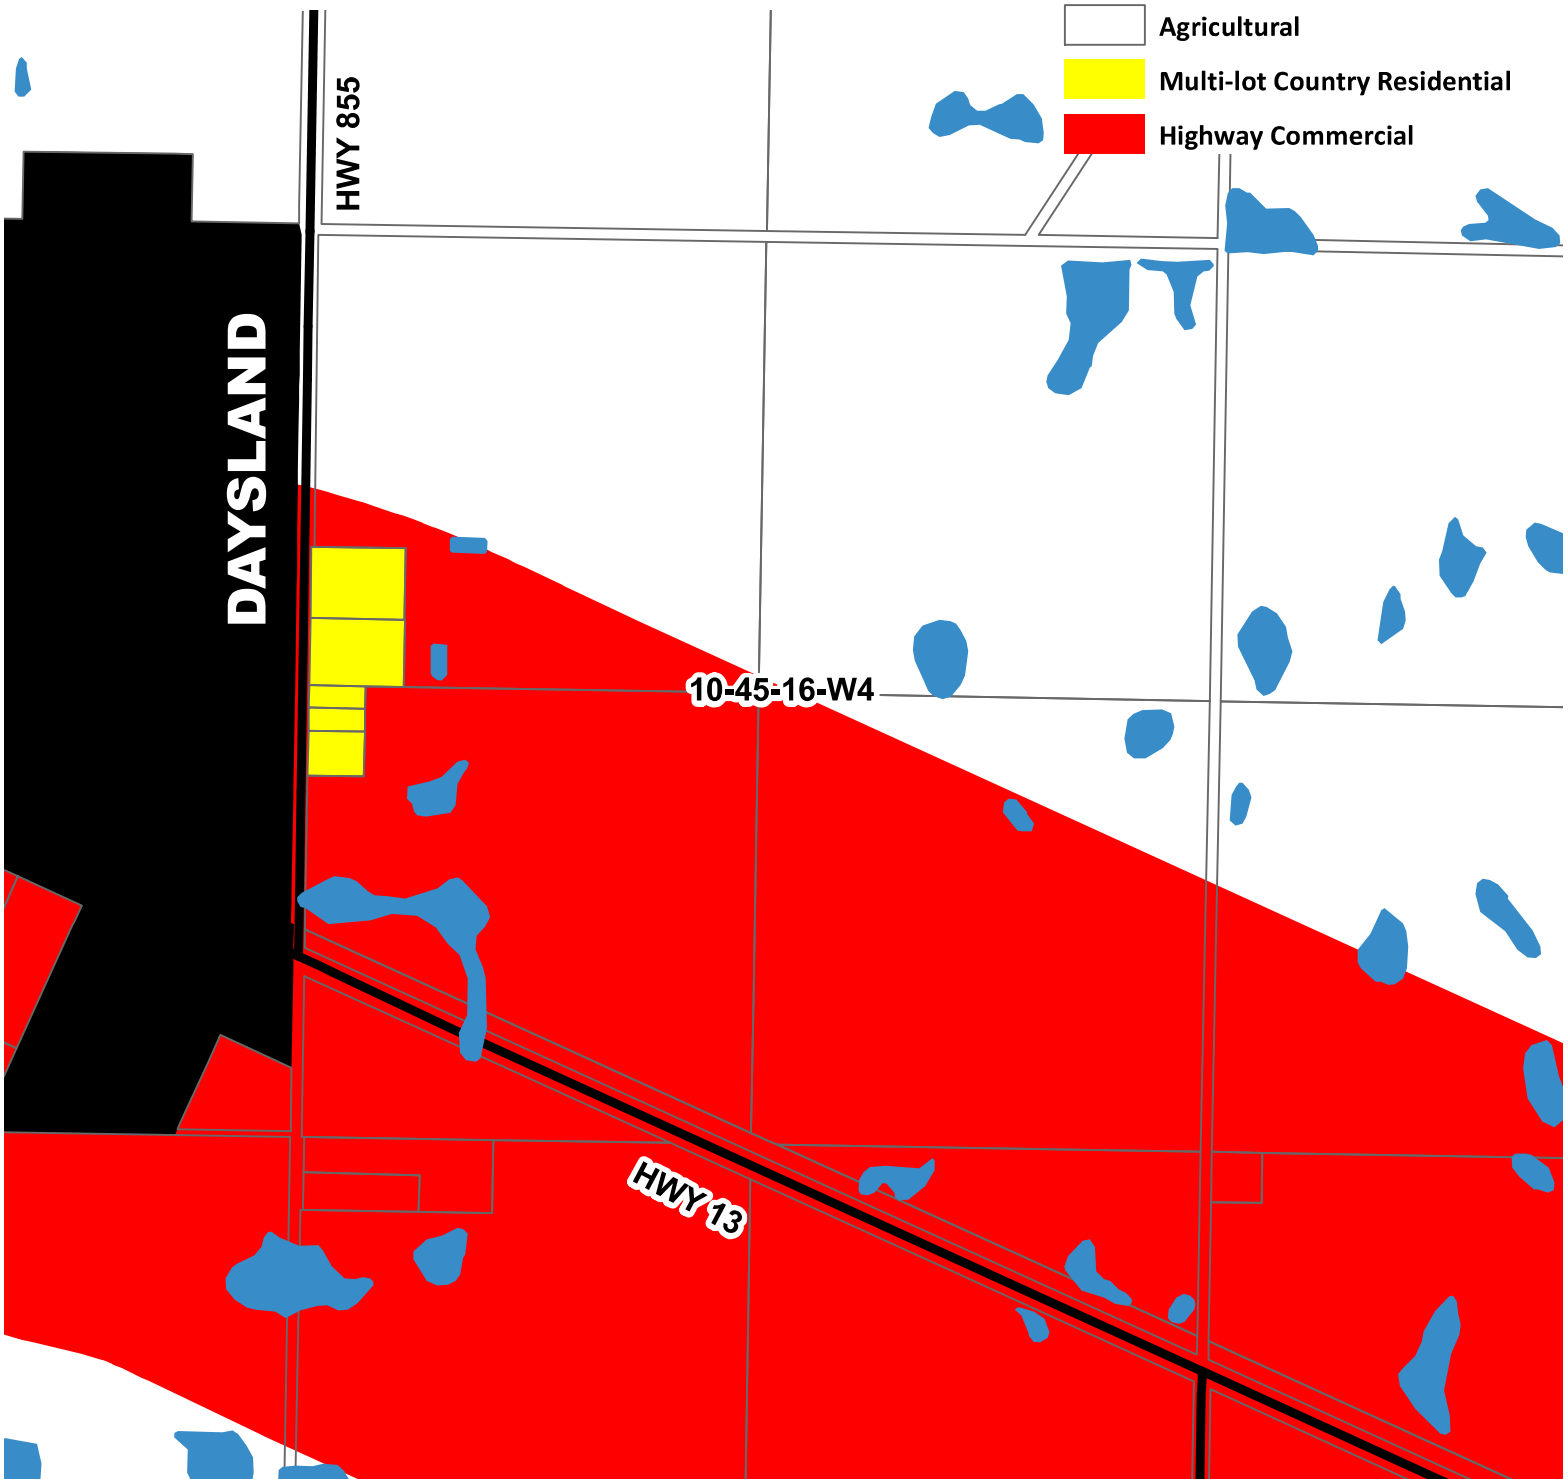 Agricultural
Multi-lot Country Residential
Highway Commercial
HWY 855
DAYSLAND
10-45-16-W4
HWY 13